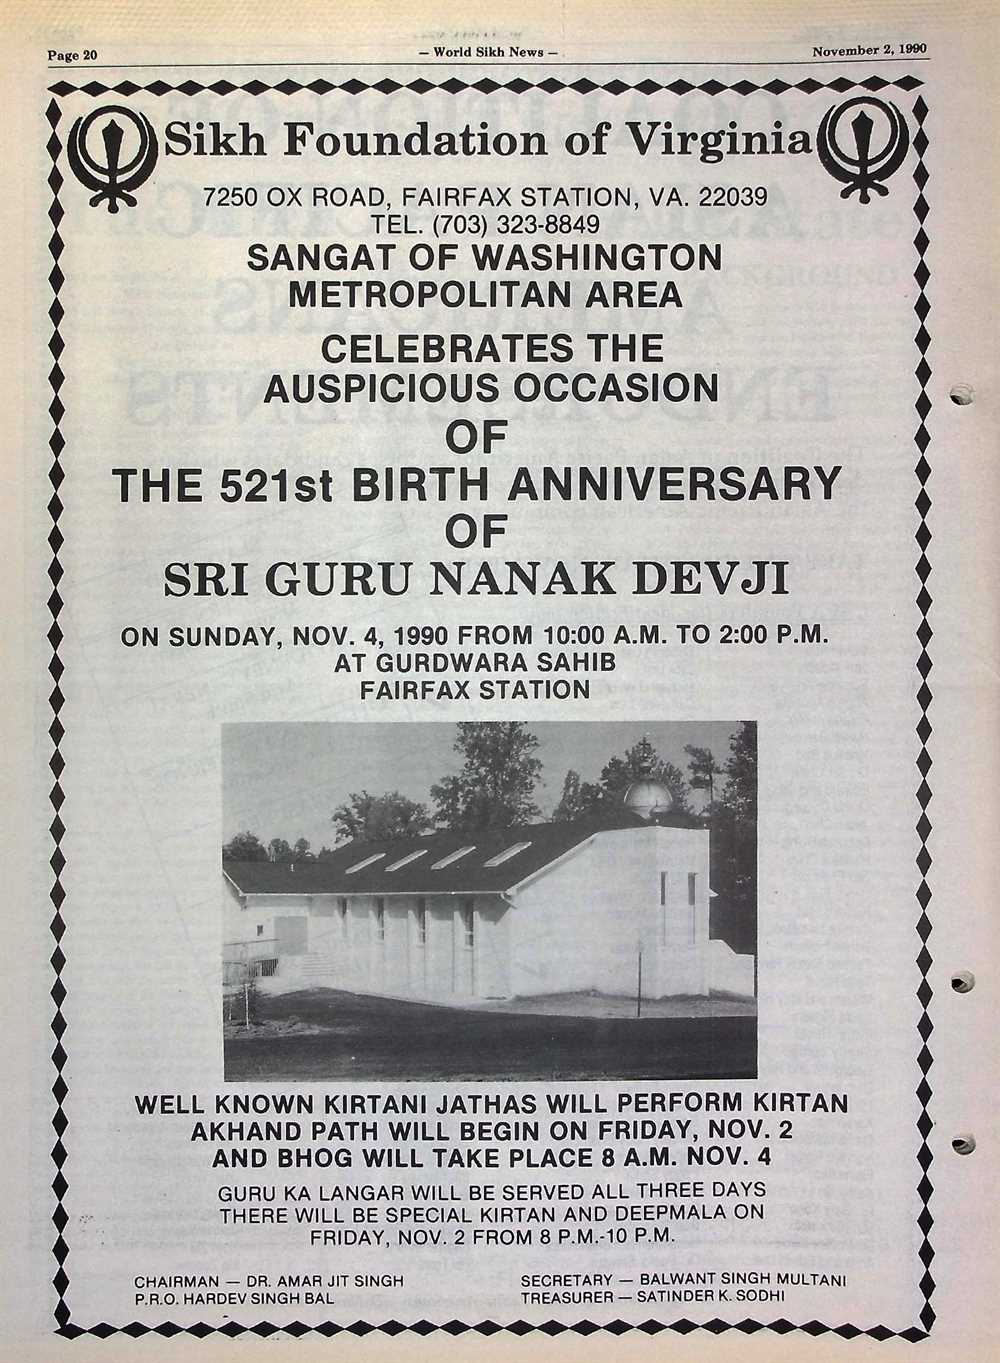 Page 20
– World Sikh News –
November 2, 1990
Sikh Foundation of Virginia
7250 OX ROAD, FAIRFAX STATION, VA. 22039
TEL. (703) 323-8849
SANGAT OF WASHINGTON
METROPOLITAN AREA
CELEBRATES THE
AUSPICIOUS OCCASION
OF
THE 521st BIRTH ANNIVERSARY
OF
SRI GURU NANAK DEVJI
ON SUNDAY, NOV. 4, 1990 FROM 10:00 A.M. TO 2:00 P.M.
AT GURDWARA SAHIB
FAIRFAX STATION
WELL KNOWN KIRTANI JATHAS WILL PERFORM KIRTAN
AKHAND PATH WILL BEGIN ON FRIDAY, NOV. 2
AND BHOG WILL TAKE PLACE 8 A.M. NOV. 4
GURU KA LANGAR WILL BE SERVED ALL THREE DAYS
THERE WILL BE SPECIAL KIRTAN AND DEEPMALA ON
FRIDAY, NOV. 2 FROM 8 P.M.-10 P.M.
CHAIRMAN — DR. AMAR JIT SINGH
P.R.O. HARDEV SINGH BAL
SECRETARY — BALWANT SINGH MULTANI
TREASURER — SATINDER K. SODHI